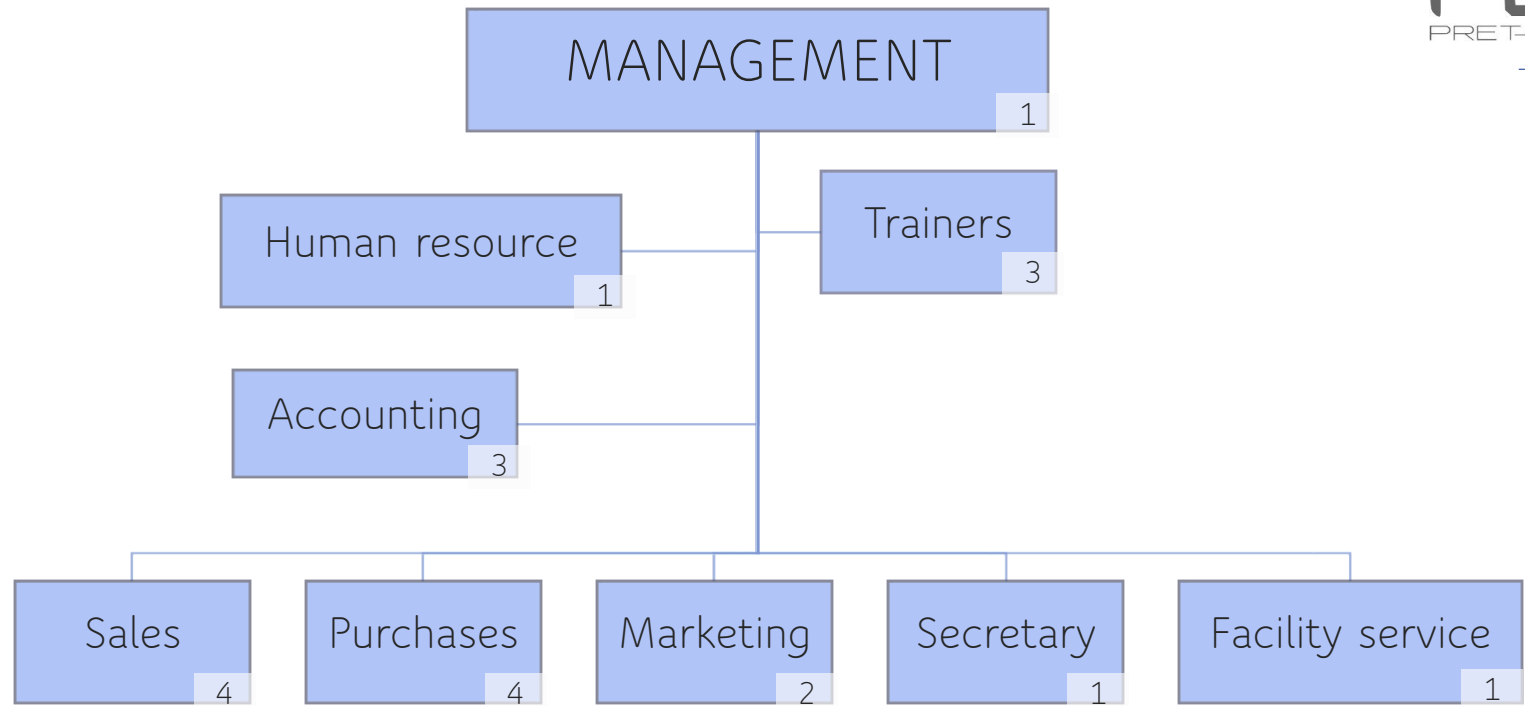 PRET-
MANAGEMENT
1
Trainers
3
Human resource
1
Accounting
3
Sales
4
Purchases
4
Marketing
2
Secretary
1
Facility service
1